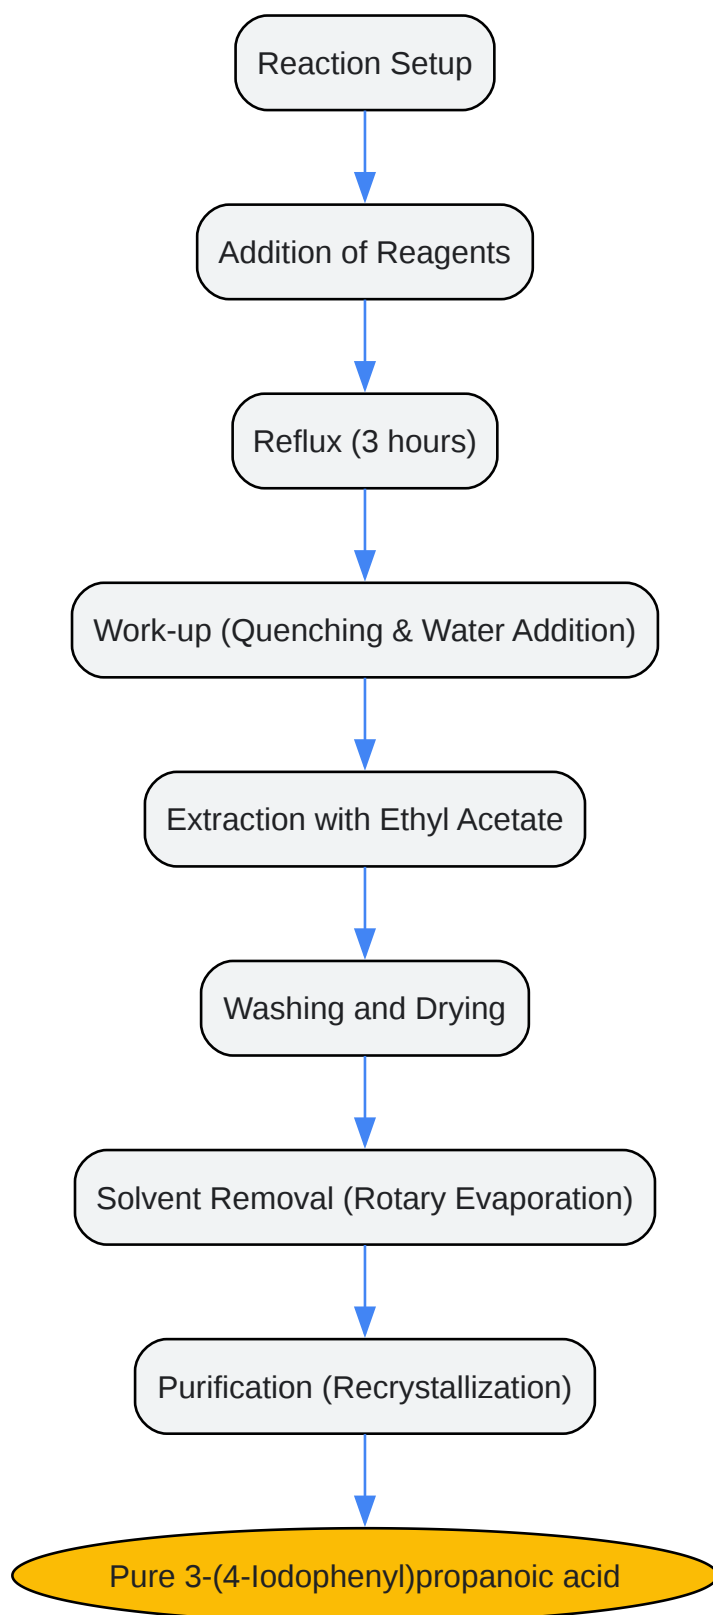 Reaction Setup
Addition of Reagents
Reflux (3 hours)
Work-up (Quenching & Water Addition)
Extraction with Ethyl Acetate
Washing and Drying
Solvent Removal (Rotary Evaporation)
Purification (Recrystallization)
Pure 3-(4-Iodophenyl)propanoic acid